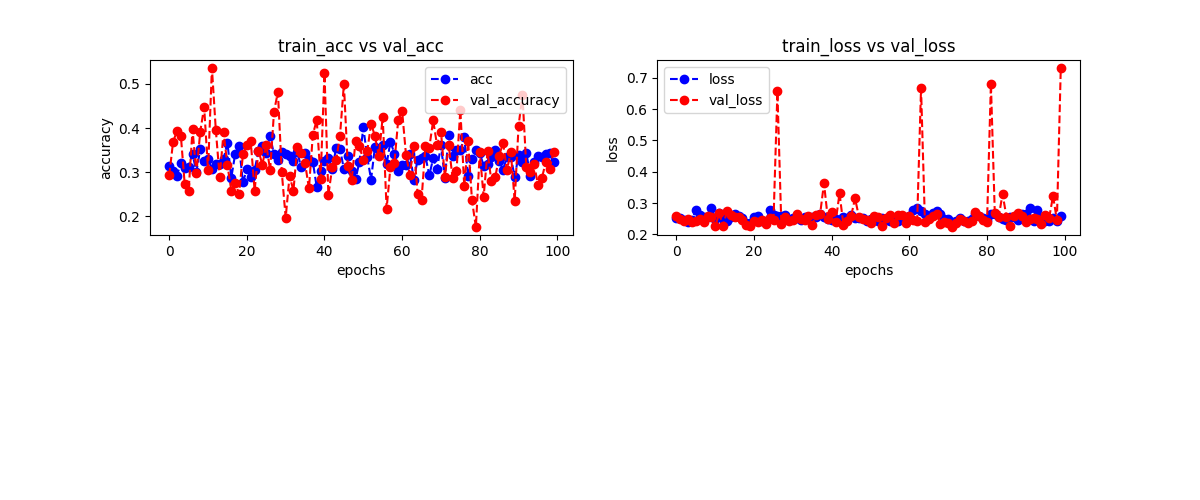 train_acc vs val_acc
acc
val_accuracy
accuracy
0.5
0.4
0.3
0.2
0
20
40
60
80
100
epochs
train_loss vs val_loss
loss
val_loss
loss
0.7
0.6
0.5
0.4
0.3
0.2
0
20
40
60
80
100
epochs